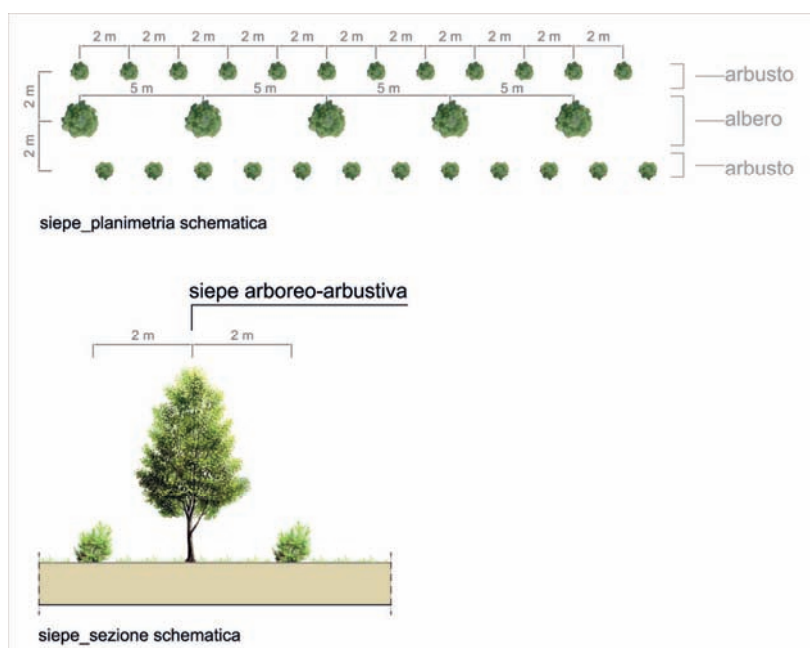 2 m 2 m 2 m 2 m 2 m 2 m 2 m 2 m 2 m 2 m 2 m
arbusto
2 m
5 m 5 m 5 m 5 m
albero
2 m
arbusto
siepe_planimetria schematica
siepe arboreo-arbustiva
2 m 2 m
siepe_sezione schematica